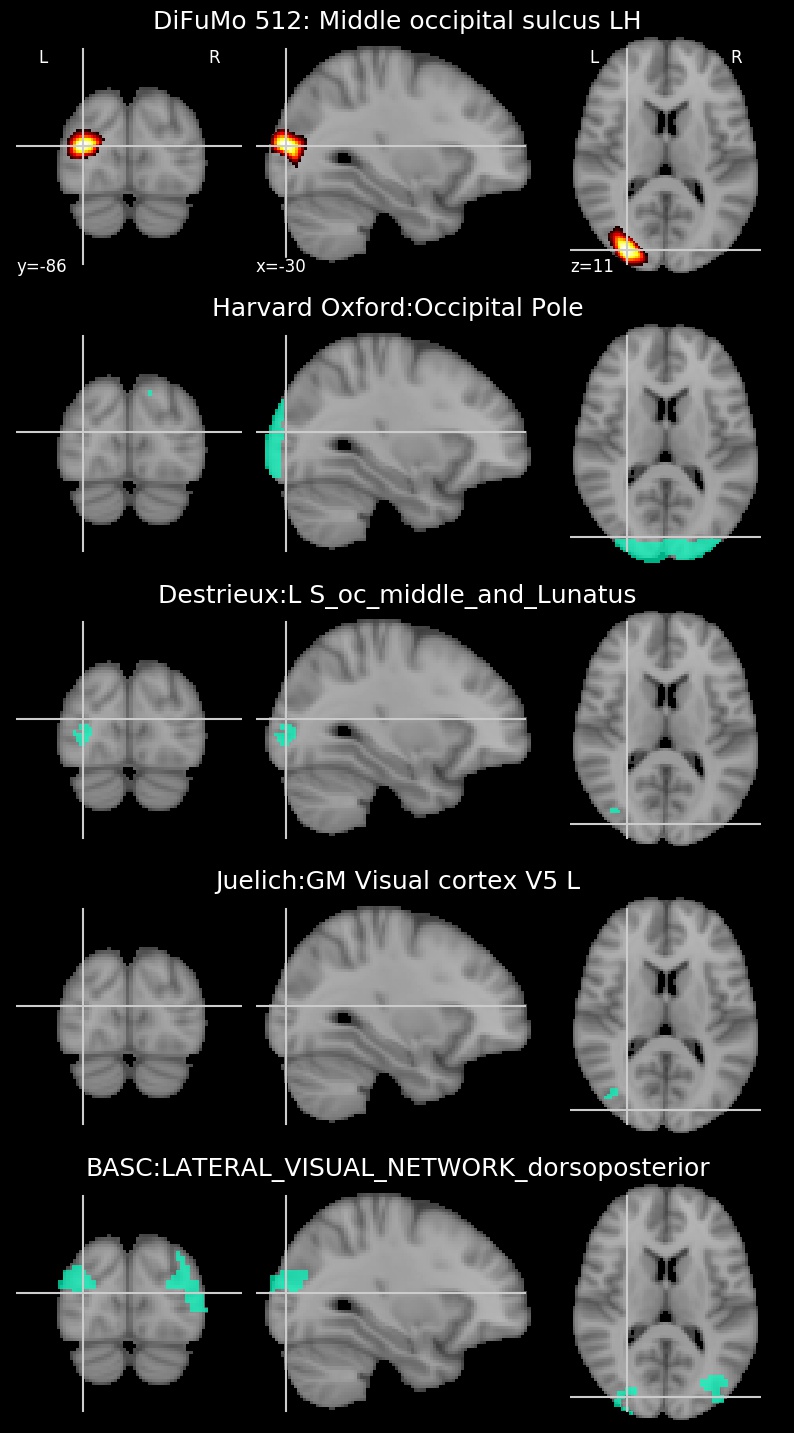 DiFuMo 512: Middle occipital sulcus LH
L R L R
y=-86 x=-30 z=11
Harvard Oxford:Occipital Pole
Destrieux:L S_oc_middle_and_Lunatus
Juelich:GM Visual cortex V5 L
BASC:LATERAL_VISUAL_NETWORK_dorsoposterior